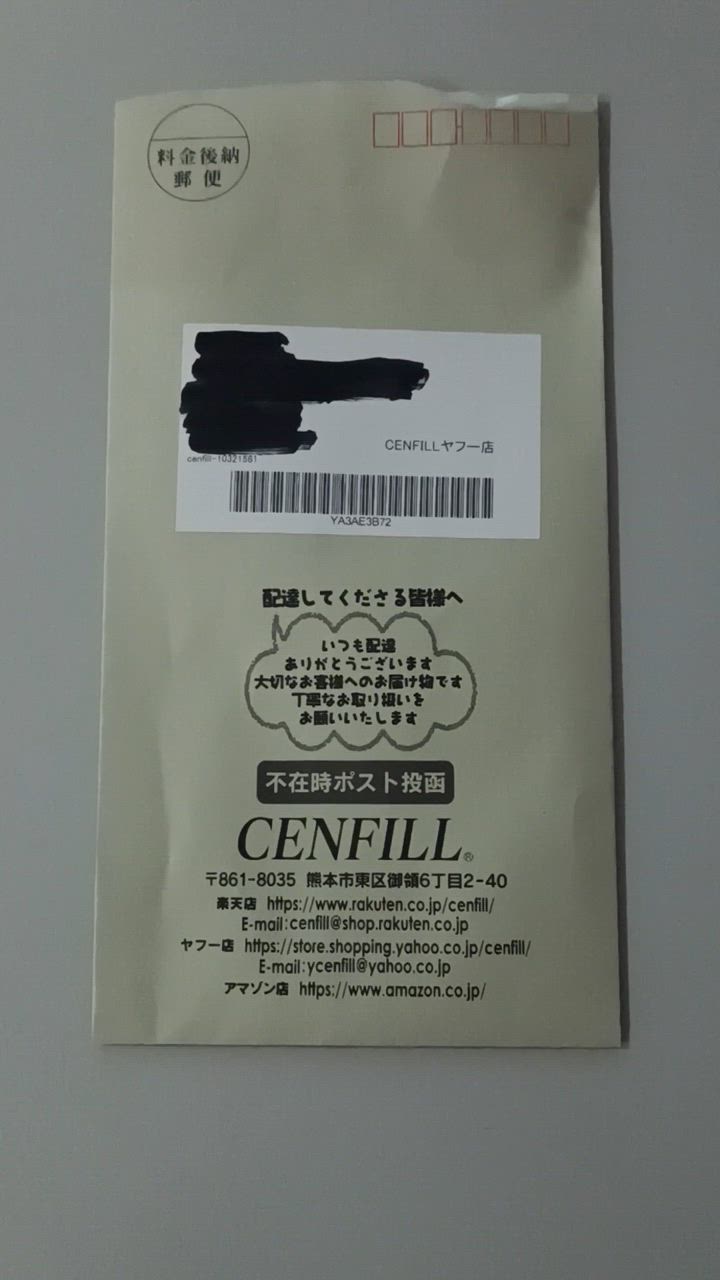 料金後納
郵便
CENFILLヤフー店
cenfill-10321561
YA3AE3B72
配達してくださる皆様へ
いつも配達
ありがとうございます
大切なお客様へのお届け物です
丁寧なお取り扱いを
お願いいたします
不在時ポスト投函
CENFILL®
〒861-8035 熊本市東区御領6丁目2-40
楽天店 https://www.rakuten.co.jp/cenfill/
E-mail:cenfill@shop.rakuten.co.jp
ヤフー店 https://store.shopping.yahoo.co.jp/cenfill/
E-mail:ycenfill@yahoo.co.jp
アマゾン店 https://www.amazon.co.jp/